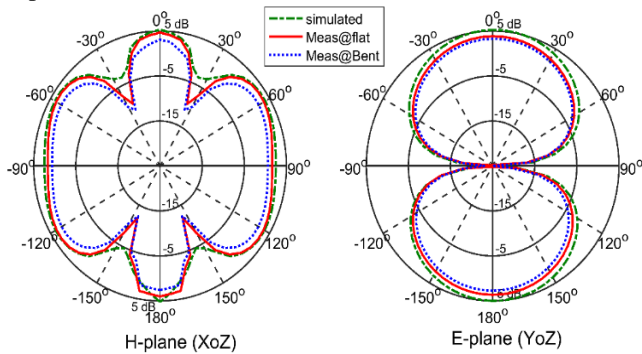 simulated
Meas@flat
Meas@Bent
0° 5 dB
-30° 30°
-60° 60°
-90° 90°
-120° 120°
-150° 150°
180°
5 dB
-5
-15
-15
-5
H-plane (XoZ)
0° 5 dB
-30° 30°
-60° 60°
-90° 90°
-120° 120°
-150° 150°
180°
5 dB
-5
-15
-15
-5
E-plane (YoZ)